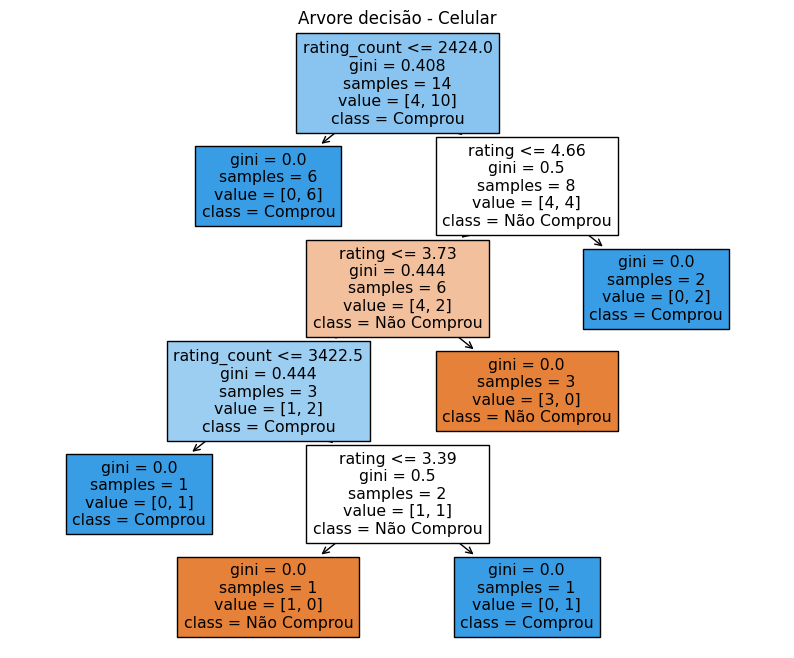 Arvore decisão - Celular
rating_count <= 2424.0
gini = 0.408
samples = 14
value = [4, 10]
class = Comprou
gini = 0.0
samples = 6
value = [0, 6]
class = Comprou
rating <= 4.66
gini = 0.5
samples = 8
value = [4, 4]
class = Não Comprou
rating <= 3.73
gini = 0.444
samples = 6
value = [4, 2]
class = Não Comprou
gini = 0.0
samples = 2
value = [0, 2]
class = Comprou
rating_count <= 3422.5
gini = 0.444
samples = 3
value = [1, 2]
class = Comprou
gini = 0.0
samples = 3
value = [3, 0]
class = Não Comprou
gini = 0.0
samples = 1
value = [0, 1]
class = Comprou
rating <= 3.39
gini = 0.5
samples = 2
value = [1, 1]
class = Não Comprou
gini = 0.0
samples = 1
value = [1, 0]
class = Não Comprou
gini = 0.0
samples = 1
value = [0, 1]
class = Comprou